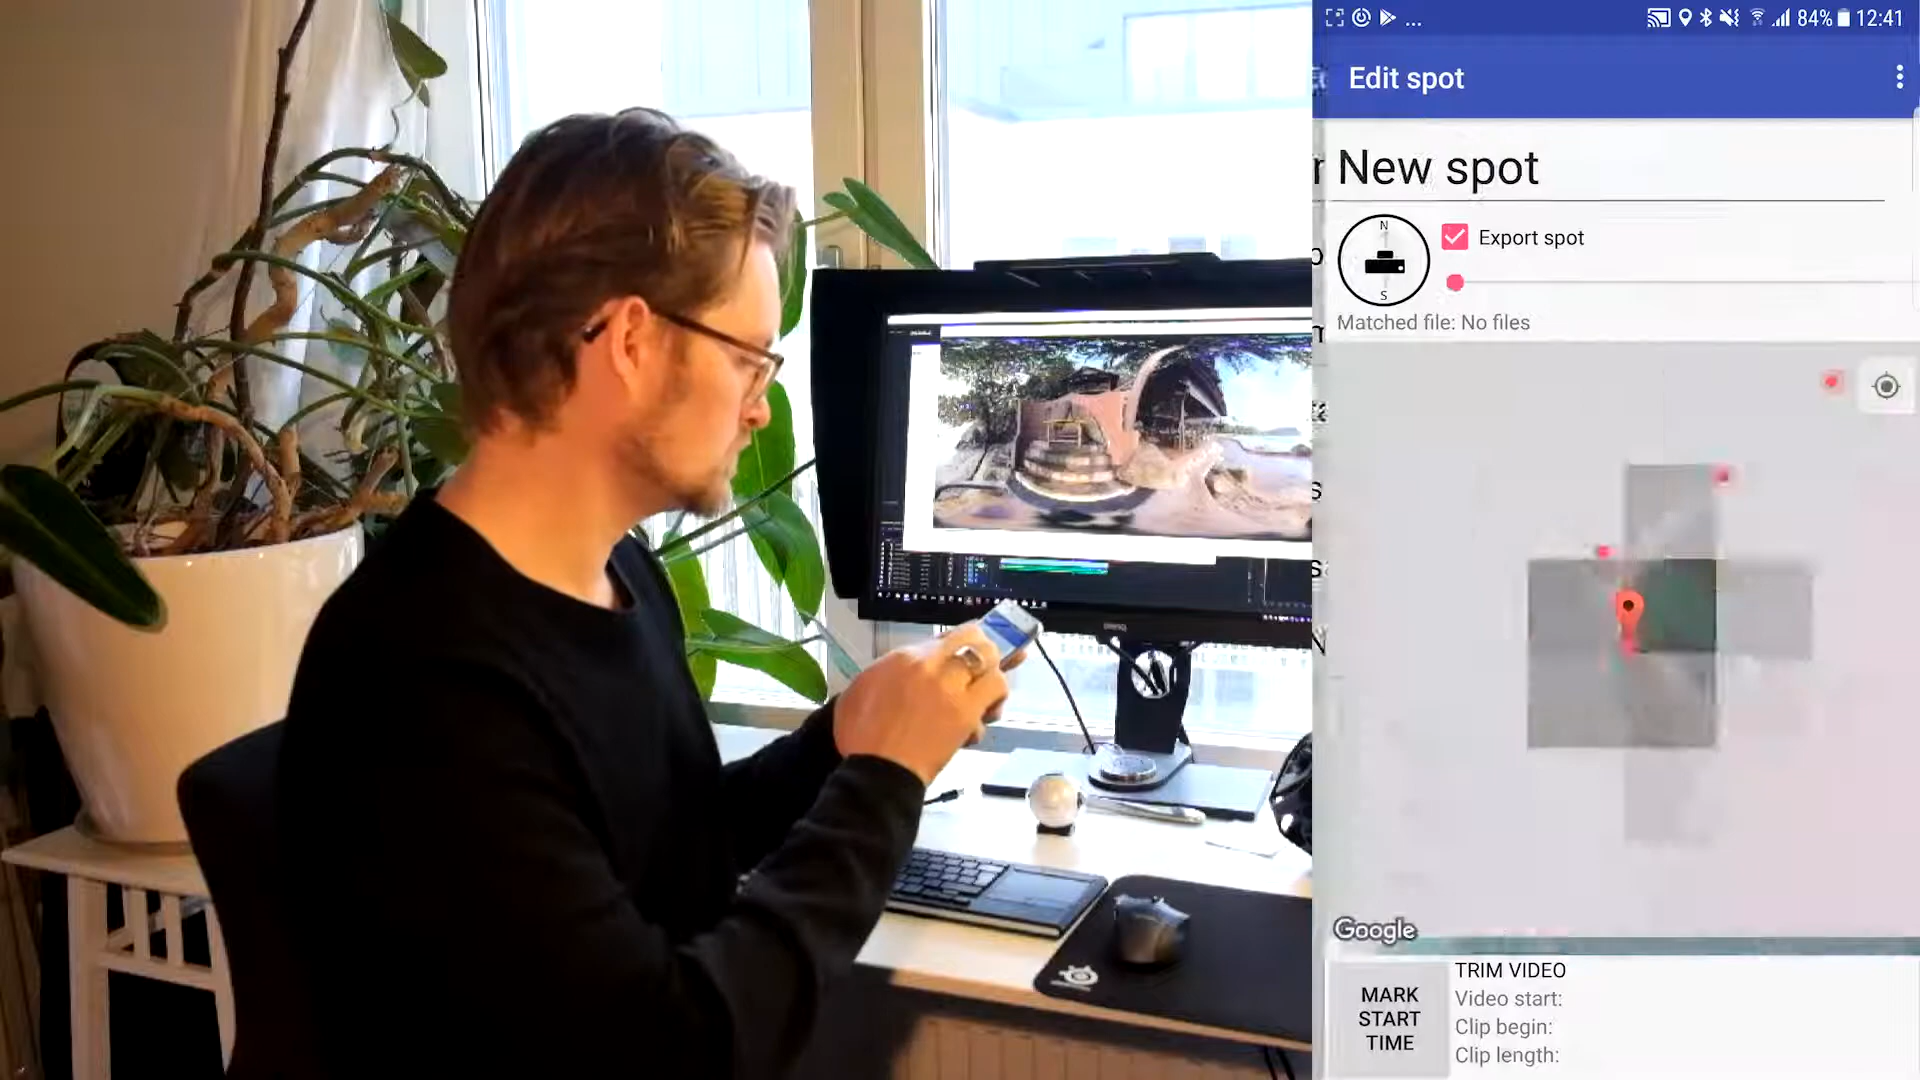 ... 84% 12:41
Edit spot
New spot
N
S
Export spot
Matched file: No files
Google
MARK
START
TIME
TRIM VIDEO
Video start:
Clip begin:
Clip length:
BenQ